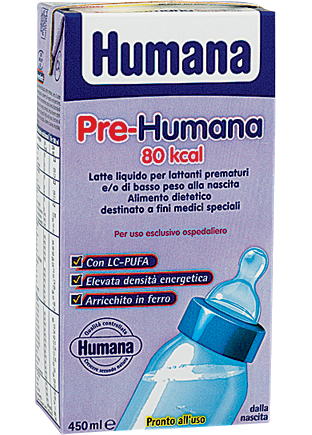 Humana
Pre-Humana
80 kcal
Latte liquido per lattanti prematuri
e/o di basso peso alla nascita
Alimento dietetico
destinato a fini medici speciali
Per uso esclusivo ospedaliero
Con LC-PUFA
Elevata densità energetica
Arricchito in ferro
Qualità controllata
Humana
450 ml e
Pronto all'uso
dalla
nascita